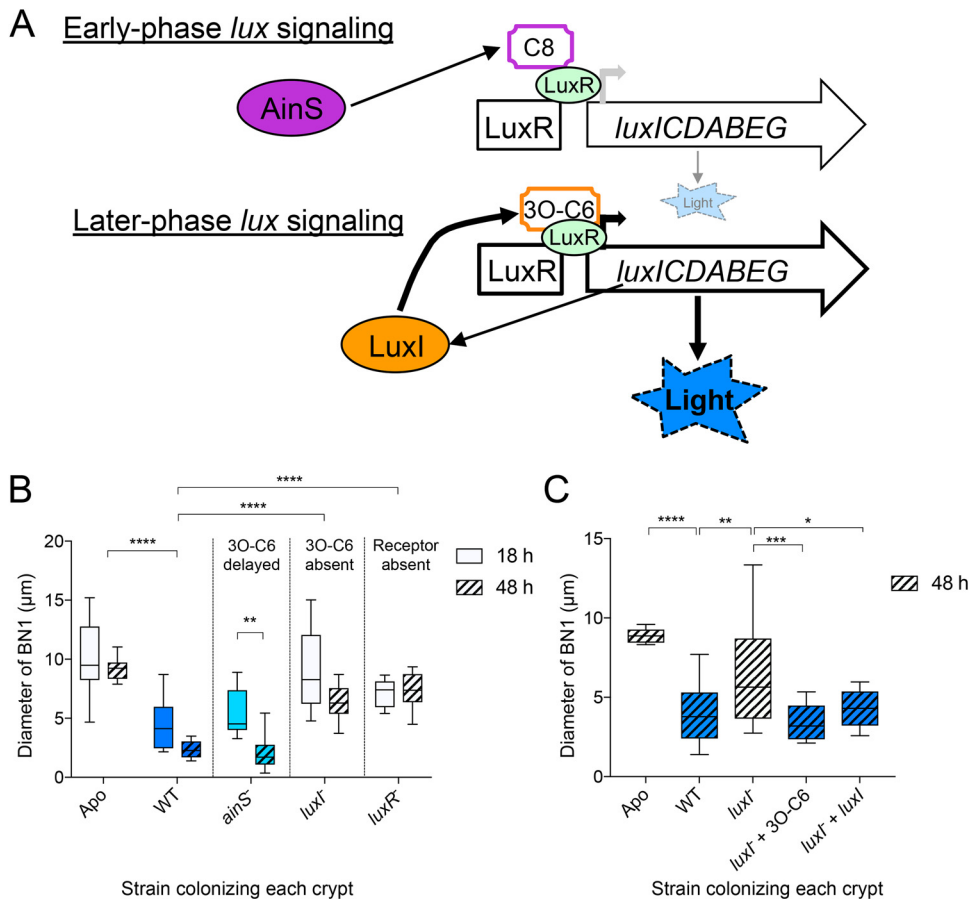 A
Early-phase lux signaling
C8
AinS
LuxR
LuxR
luxICDABEG
Light
Later-phase lux signaling
3O-C6
LuxR
LuxR
luxICDABEG
LuxI
Light
B
****
****
****
3O-C6 delayed
3O-C6 absent
Receptor absent
**
18 h
48 h
Diameter of BN1 (µm)
20
15
10
5
0
Apo
WT
ainS-
luxI-
luxR-
Strain colonizing each crypt
C
****
**
*
***
48 h
Diameter of BN1 (µm)
15
10
5
0
Apo
WT
luxI-
luxI- + 3O-C6
luxI- + luxI
Strain colonizing each crypt